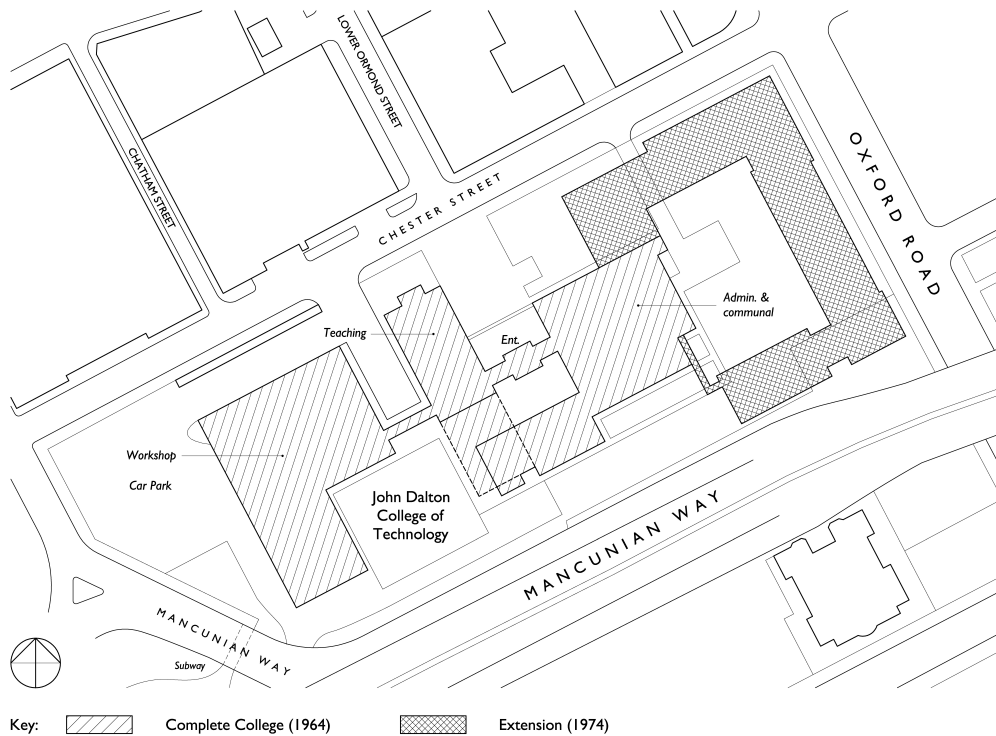 LOWER ORMOND STREET
CHATHAM STREET
CHESTER STREET
OXFORD ROAD
Admin. &
communal
Teaching
Ent.
Workshop
Car Park
John Dalton
College of
Technology
MANCUNIAN WAY
MANCUNIAN WAY
Subway
Key:
Complete College (1964)
Extension (1974)